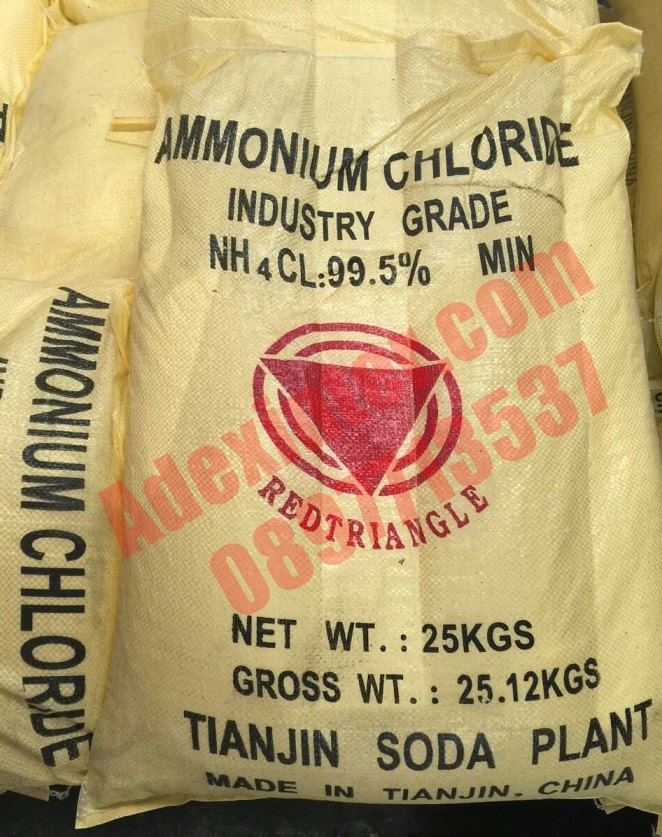 AMMONIUM CHLORIDE
INDUSTRY GRADE
NH4CL:99.5% MIN
REDTRIANGLE
NET WT.: 25KGS
GROSS WT.: 25.12KGS
TIANJIN SODA PLANT
MADE IN TIANJIN, CHINA
AMMONIUM CHLORIDE